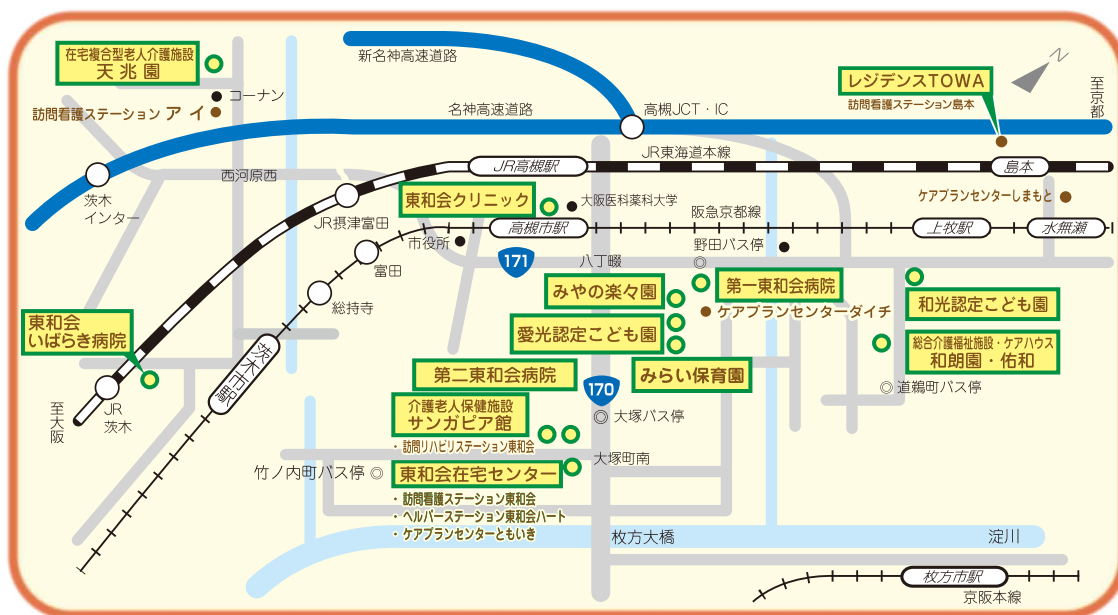 在宅複合型老人介護施設
天兆園
コーナン
訪問看護ステーション アイ
新名神高速道路
名神高速道路
高槻JCT・IC
レジデンスTOWA
訪問看護ステーション島本
N
至京都
茨木
インター
西河原西
JR高槻駅
JR東海道本線
島本
ケアプランセンターしまもと
JR摂津富田
東和会クリニック
大阪医科薬科大学
阪急京都線
市役所
高槻市駅
上牧駅
水無瀬
富田
171
八丁畷
野田バス停
総持寺
みやの楽々園
第一東和会病院
ケアプランセンターダイチ
和光認定こども園
東和会
いばらき病院
愛光認定こども園
総合介護福祉施設・ケアハウス
和朗園・佑和
茨木市駅
第二東和会病院
みらい保育園
道鵜町バス停
JR
茨木
至大阪
170
介護老人保健施設
サンガピア館
・訪問リハビリステーション東和会
大塚バス停
大塚町南
竹ノ内町バス停
東和会在宅センター
・訪問看護ステーション東和会
・ヘルパーステーション東和会ハート
・ケアプランセンターともいき
枚方大橋
淀川
枚方市駅
京阪本線